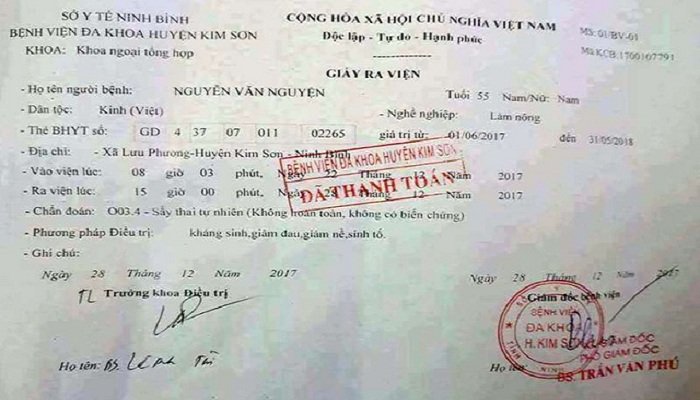 SỞ Y TẾ NINH BÌNH
BỆNH VIỆN ĐA KHOA HUYỆN KIM SƠN
KHOA: Khoa ngoại tổng hợp
CỘNG HÒA XÃ HỘI CHỦ NGHĨA VIỆT NAM
Độc lập - Tự do - Hạnh phúc
MS: 01/BV-01
Mã KCB: 1700107791
GIẤY RA VIỆN
- Họ tên người bệnh: NGUYỄN VĂN NGUYỆN Tuổi 55 Nam/Nữ: Nam
- Dân tộc: Kinh (Việt) - Nghề nghiệp: Làm nông
- Thẻ BHYT số: GD 4 37 07 011 02265 giá trị từ: 01/06/2017 đến 31/05/2018
- Địa chỉ: - Xã Lưu Phương-Huyện Kim Sơn - Ninh Bình
- Vào viện lúc: 08 giờ 03 phút, Ngày 22 Tháng 12 Năm 2017
- Ra viện lúc: 15 giờ 00 phút, Ngày 28 Tháng 12 Năm 2017
BỆNH VIỆN ĐA KHOA HUYỆN KIM SƠN
ĐÃ THANH TOÁN
- Chẩn đoán: O03.4 - Sẩy thai tự nhiên (Không hoàn toàn, không có biến chứng)
- Phương pháp Điều trị: kháng sinh,giảm đau,giảm nề,sinh tố.
- Ghi chú:
Ngày 28 Tháng 12 Năm 2017
TL Trưởng khoa Điều trị
Họ tên: BS.
Ngày 28 Tháng 12 Năm 2017
Giám đốc bệnh viện
BỆNH VIỆN
ĐA KHOA
H. KIM SƠN
NINH
GIÁM ĐỐC
PHÓ GIÁM ĐỐC
Họ tên: BS. TRẦN VĂN PHÚ